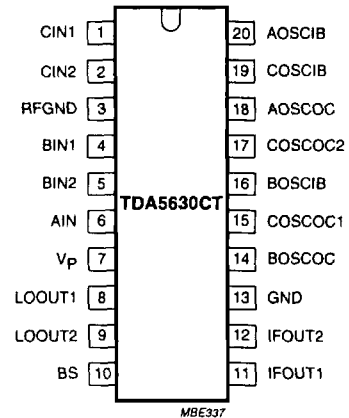 CIN1 1 20 AOSCIB
CIN2 2 19 COSCIB
RFGND 3 18 AOSCOC
BIN1 4 17 COSCOC2
BIN2 5 16 BOSCIB
TDA5630CT
AIN 6 15 COSCOC1
VP 7 14 BOSCOC
LOOUT1 8 13 GND
LOOUT2 9 12 IFOUT2
BS 10 11 IFOUT1
MBE337